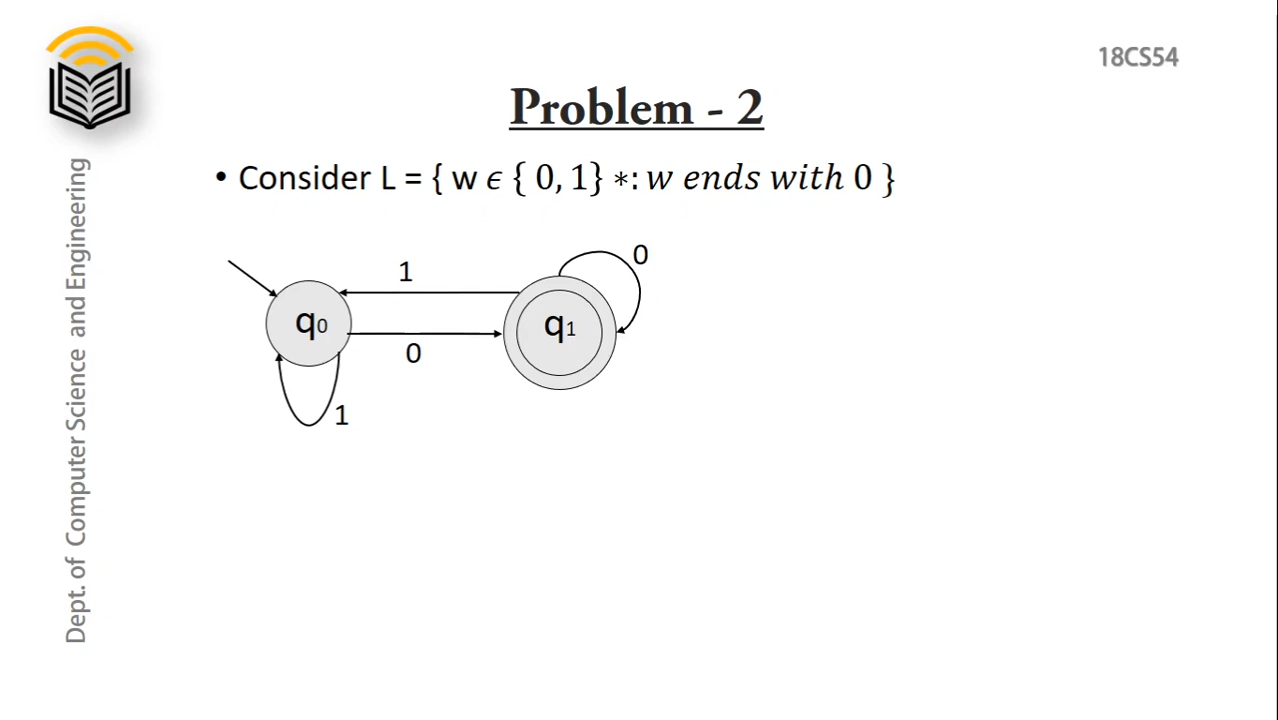 18CS54
Problem - 2
• Consider L = { w ϵ { 0, 1} ∗: w ends with 0 }
0
1
q0
q1
0
1
Dept. of Computer Science and Engineering